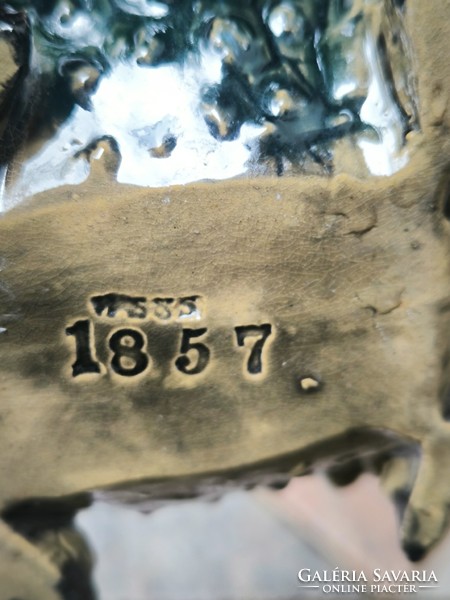 W S S S
1857
GALÉRIA SAVARIA
ONLINE PIACTÉR